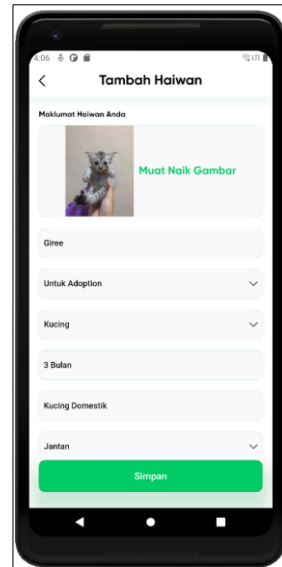 4:06
Tambah Haiwan
Maklumat Haiwan Anda
Muat Naik Gambar
Giree
Untuk Adoption
Kucing
3 Bulan
Kucing Domestik
Jantan
Simpan